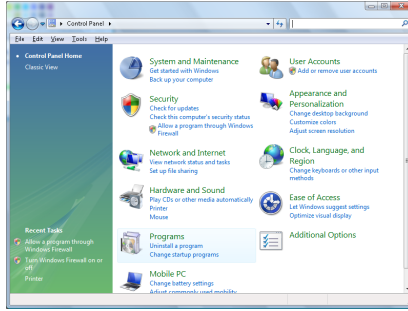 Control Panel
File Edit View Tools Help
Control Panel Home
Classic View
System and Maintenance
Get started with Windows
Back up your computer
Security
Check for updates
Check this computer's security status
Allow a program through Windows
Firewall
Network and Internet
View network status and tasks
Set up file sharing
Hardware and Sound
Play CDs or other media automatically
Printer
Mouse
Programs
Uninstall a program
Change startup programs
Mobile PC
Change battery settings
Adjust commonly used mobility
User Accounts
Add or remove user accounts
Appearance and
Personalization
Change desktop background
Customize colors
Adjust screen resolution
Clock, Language, and
Region
Change keyboards or other input
methods
Ease of Access
Let Windows suggest settings
Optimize visual display
Additional Options
Recent Tasks
Allow a program through
Windows Firewall
Turn Windows Firewall on or
off
Printer